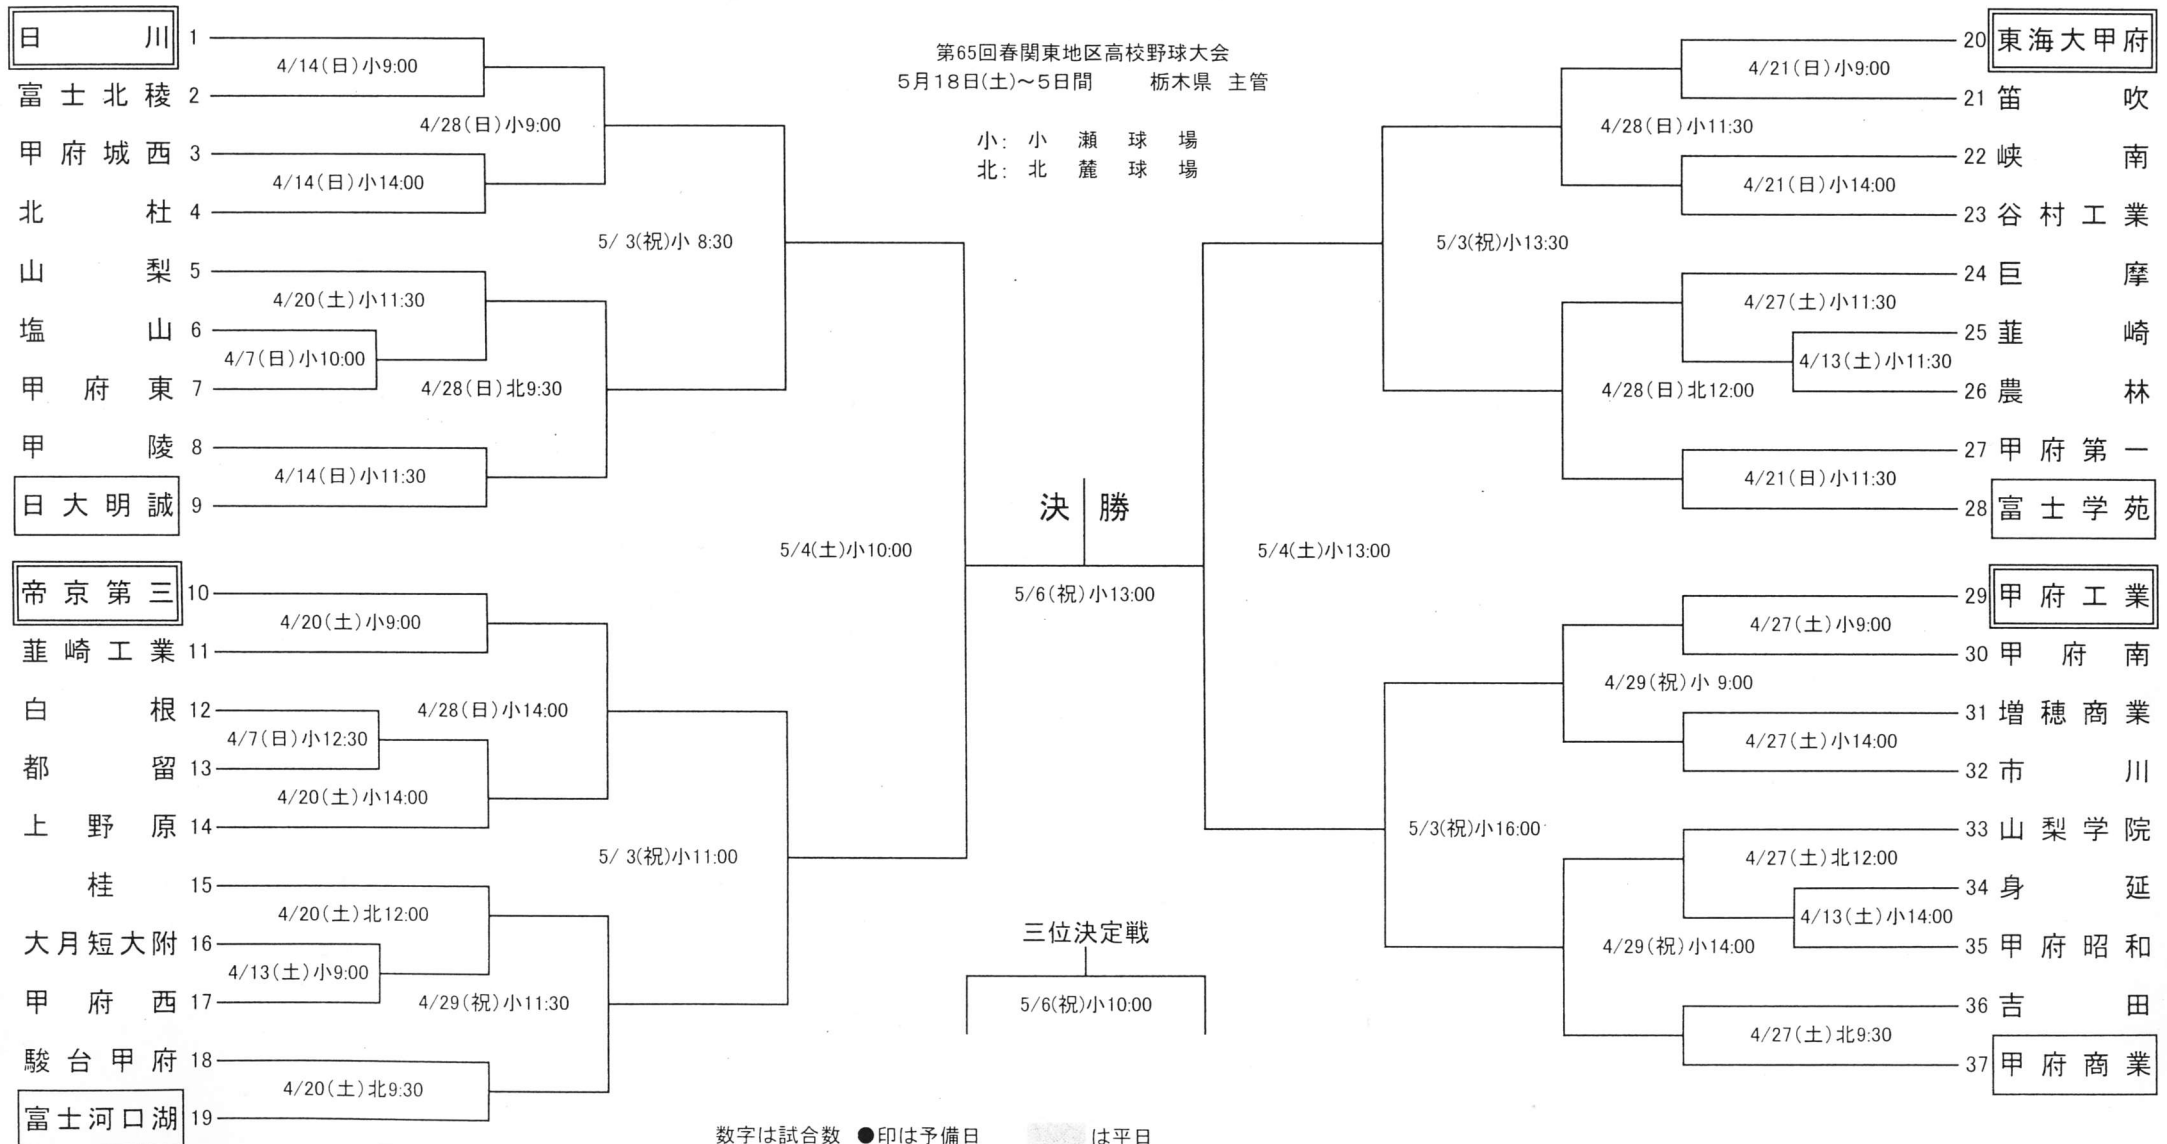 第65回春関東地区高校野球大会
5月18日(土)～5日間 栃木県 主管
小: 小瀬球場
北: 北麓球場
日川 1
4/14(日)小9:00
富士北稜 2
4/28(日)小9:00
甲府城西 3
4/14(日)小14:00
北杜 4
5/ 3(祝)小 8:30
山梨 5
4/20(土)小11:30
塩山 6
4/7(日)小10:00
甲府東 7
4/28(日)北9:30
甲陵 8
4/14(日)小11:30
日大明誠 9
5/4(土)小10:00
帝京第三 10
4/20(土)小9:00
韮崎工業 11
4/28(日)小14:00
白根 12
4/7(日)小12:30
都留 13
4/20(土)小14:00
上野原 14
5/ 3(祝)小11:00
桂 15
4/20(土)北12:00
大月短大附 16
4/13(土)小9:00
甲府西 17
4/29(祝)小11:30
駿台甲府 18
4/20(土)北9:30
富士河口湖 19
決勝
5/6(祝)小13:00
三位決定戦
5/6(祝)小10:00
20 東海大甲府
4/21(日)小9:00
21 笛吹
4/28(日)小11:30
22 峡南
4/21(日)小14:00
23 谷村工業
5/3(祝)小13:30
24 巨摩
4/27(土)小11:30
25 韮崎
4/13(土)小11:30
26 農林
4/28(日)北12:00
27 甲府第一
4/21(日)小11:30
28 富士学苑
5/4(土)小13:00
29 甲府工業
4/27(土)小9:00
30 甲府南
4/29(祝)小 9:00
31 増穂商業
4/27(土)小14:00
32 市川
5/3(祝)小16:00
33 山梨学院
4/27(土)北12:00
34 身延
4/13(土)小14:00
35 甲府昭和
4/29(祝)小14:00
36 吉田
4/27(土)北9:30
37 甲府商業
数字は試合数 ●印は予備日 は平日